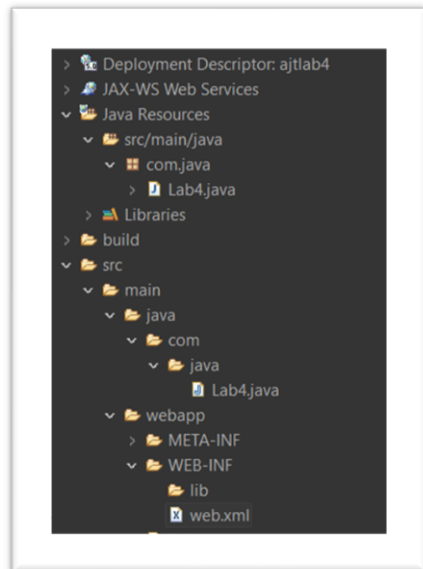 Deployment Descriptor: ajtlab4
JAX-WS Web Services
Java Resources
src/main/java
com.java
Lab4.java
Libraries
build
src
main
java
com
java
Lab4.java
webapp
META-INF
WEB-INF
lib
web.xml